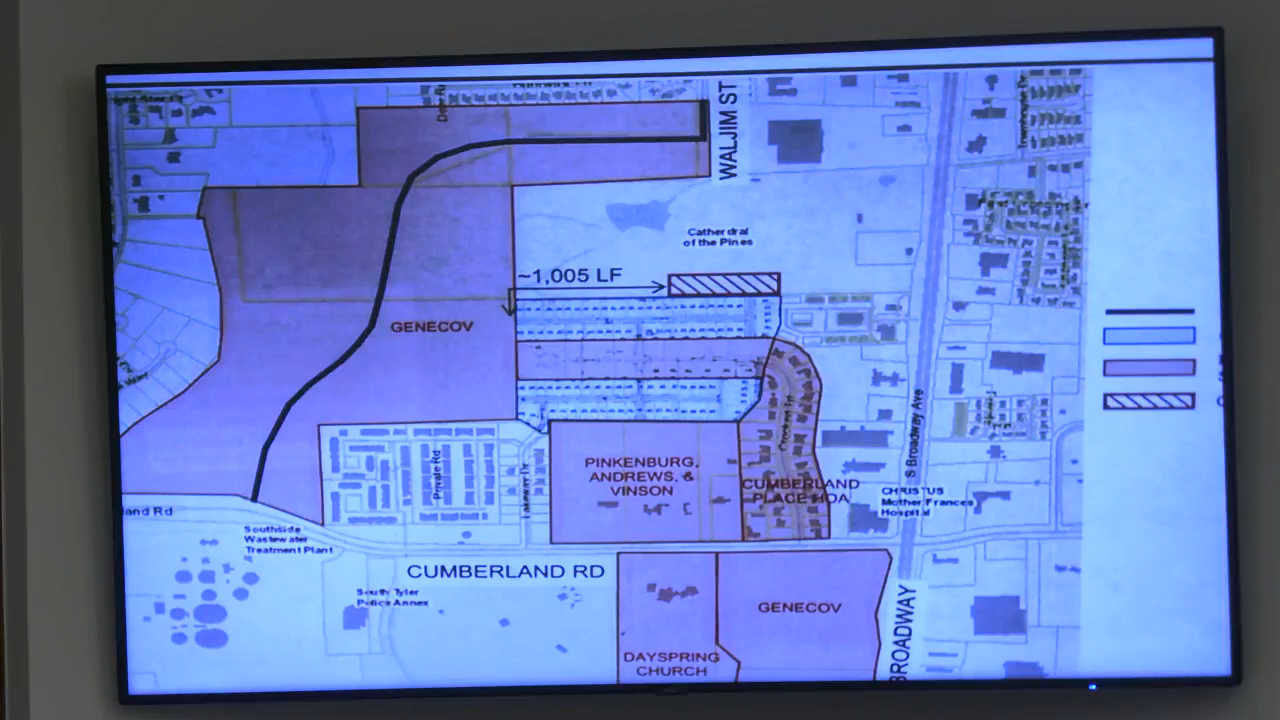 WALJIM ST
Cathedral
of the Pines
~1,005 LF
GENECOV
Private Rd
Lakeway Dr
PINKENBURG,
ANDREWS, &
VINSON
CUMBERLAND
PLACE HOA
S Broadway Ave
CHRISTUS
Mother Frances
Hospital
land Rd
Southside
Wastewater
Treatment Plant
CUMBERLAND RD
South Tyler
Police Annex
GENECOV
DAYSPRING
CHURCH
BROADWAY